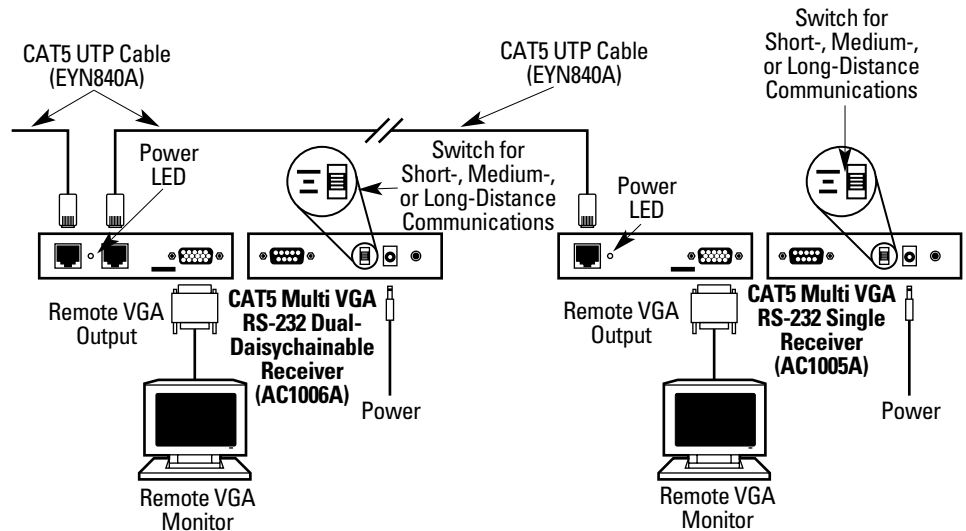 CAT5 UTP Cable
(EYN840A)
CAT5 UTP Cable
(EYN840A)
Switch for
Short-, Medium-,
or Long-Distance
Communications
Power
LED
Switch for
Short-, Medium-,
or Long-Distance
Communications
Power
LED
Remote VGA
Output
CAT5 Multi VGA
RS-232 Dual-
Daisychainable
Receiver
(AC1006A)
Power
Remote VGA
Monitor
Remote VGA
Output
CAT5 Multi VGA
RS-232 Single
Receiver
(AC1005A)
Power
Remote VGA
Monitor